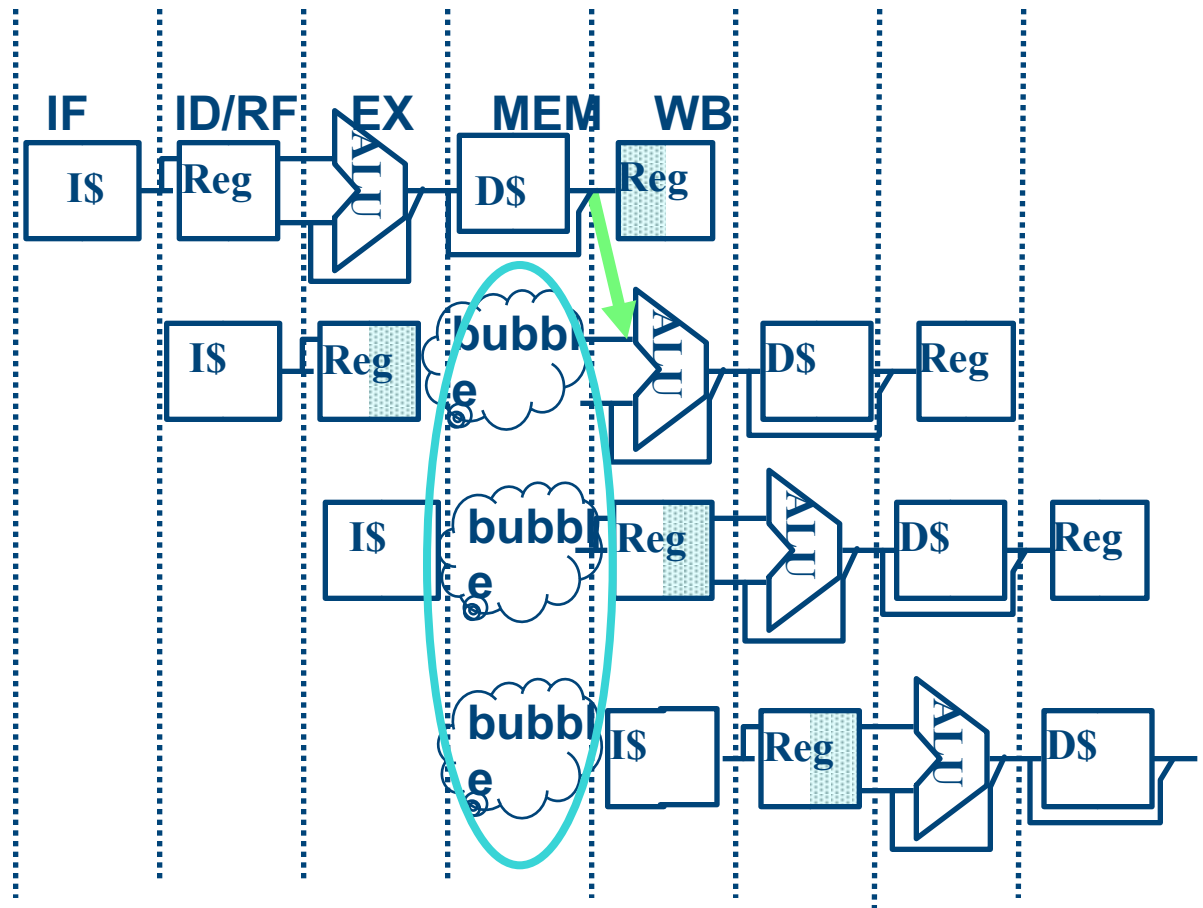 IF ID/RF EX MEM WB
I$ Reg ALU D$ Reg
I$ Reg bubbl ALU D$ Reg
e
I$ bubbl Reg ALU D$ Reg
e
bubbl I$ Reg ALU D$
e